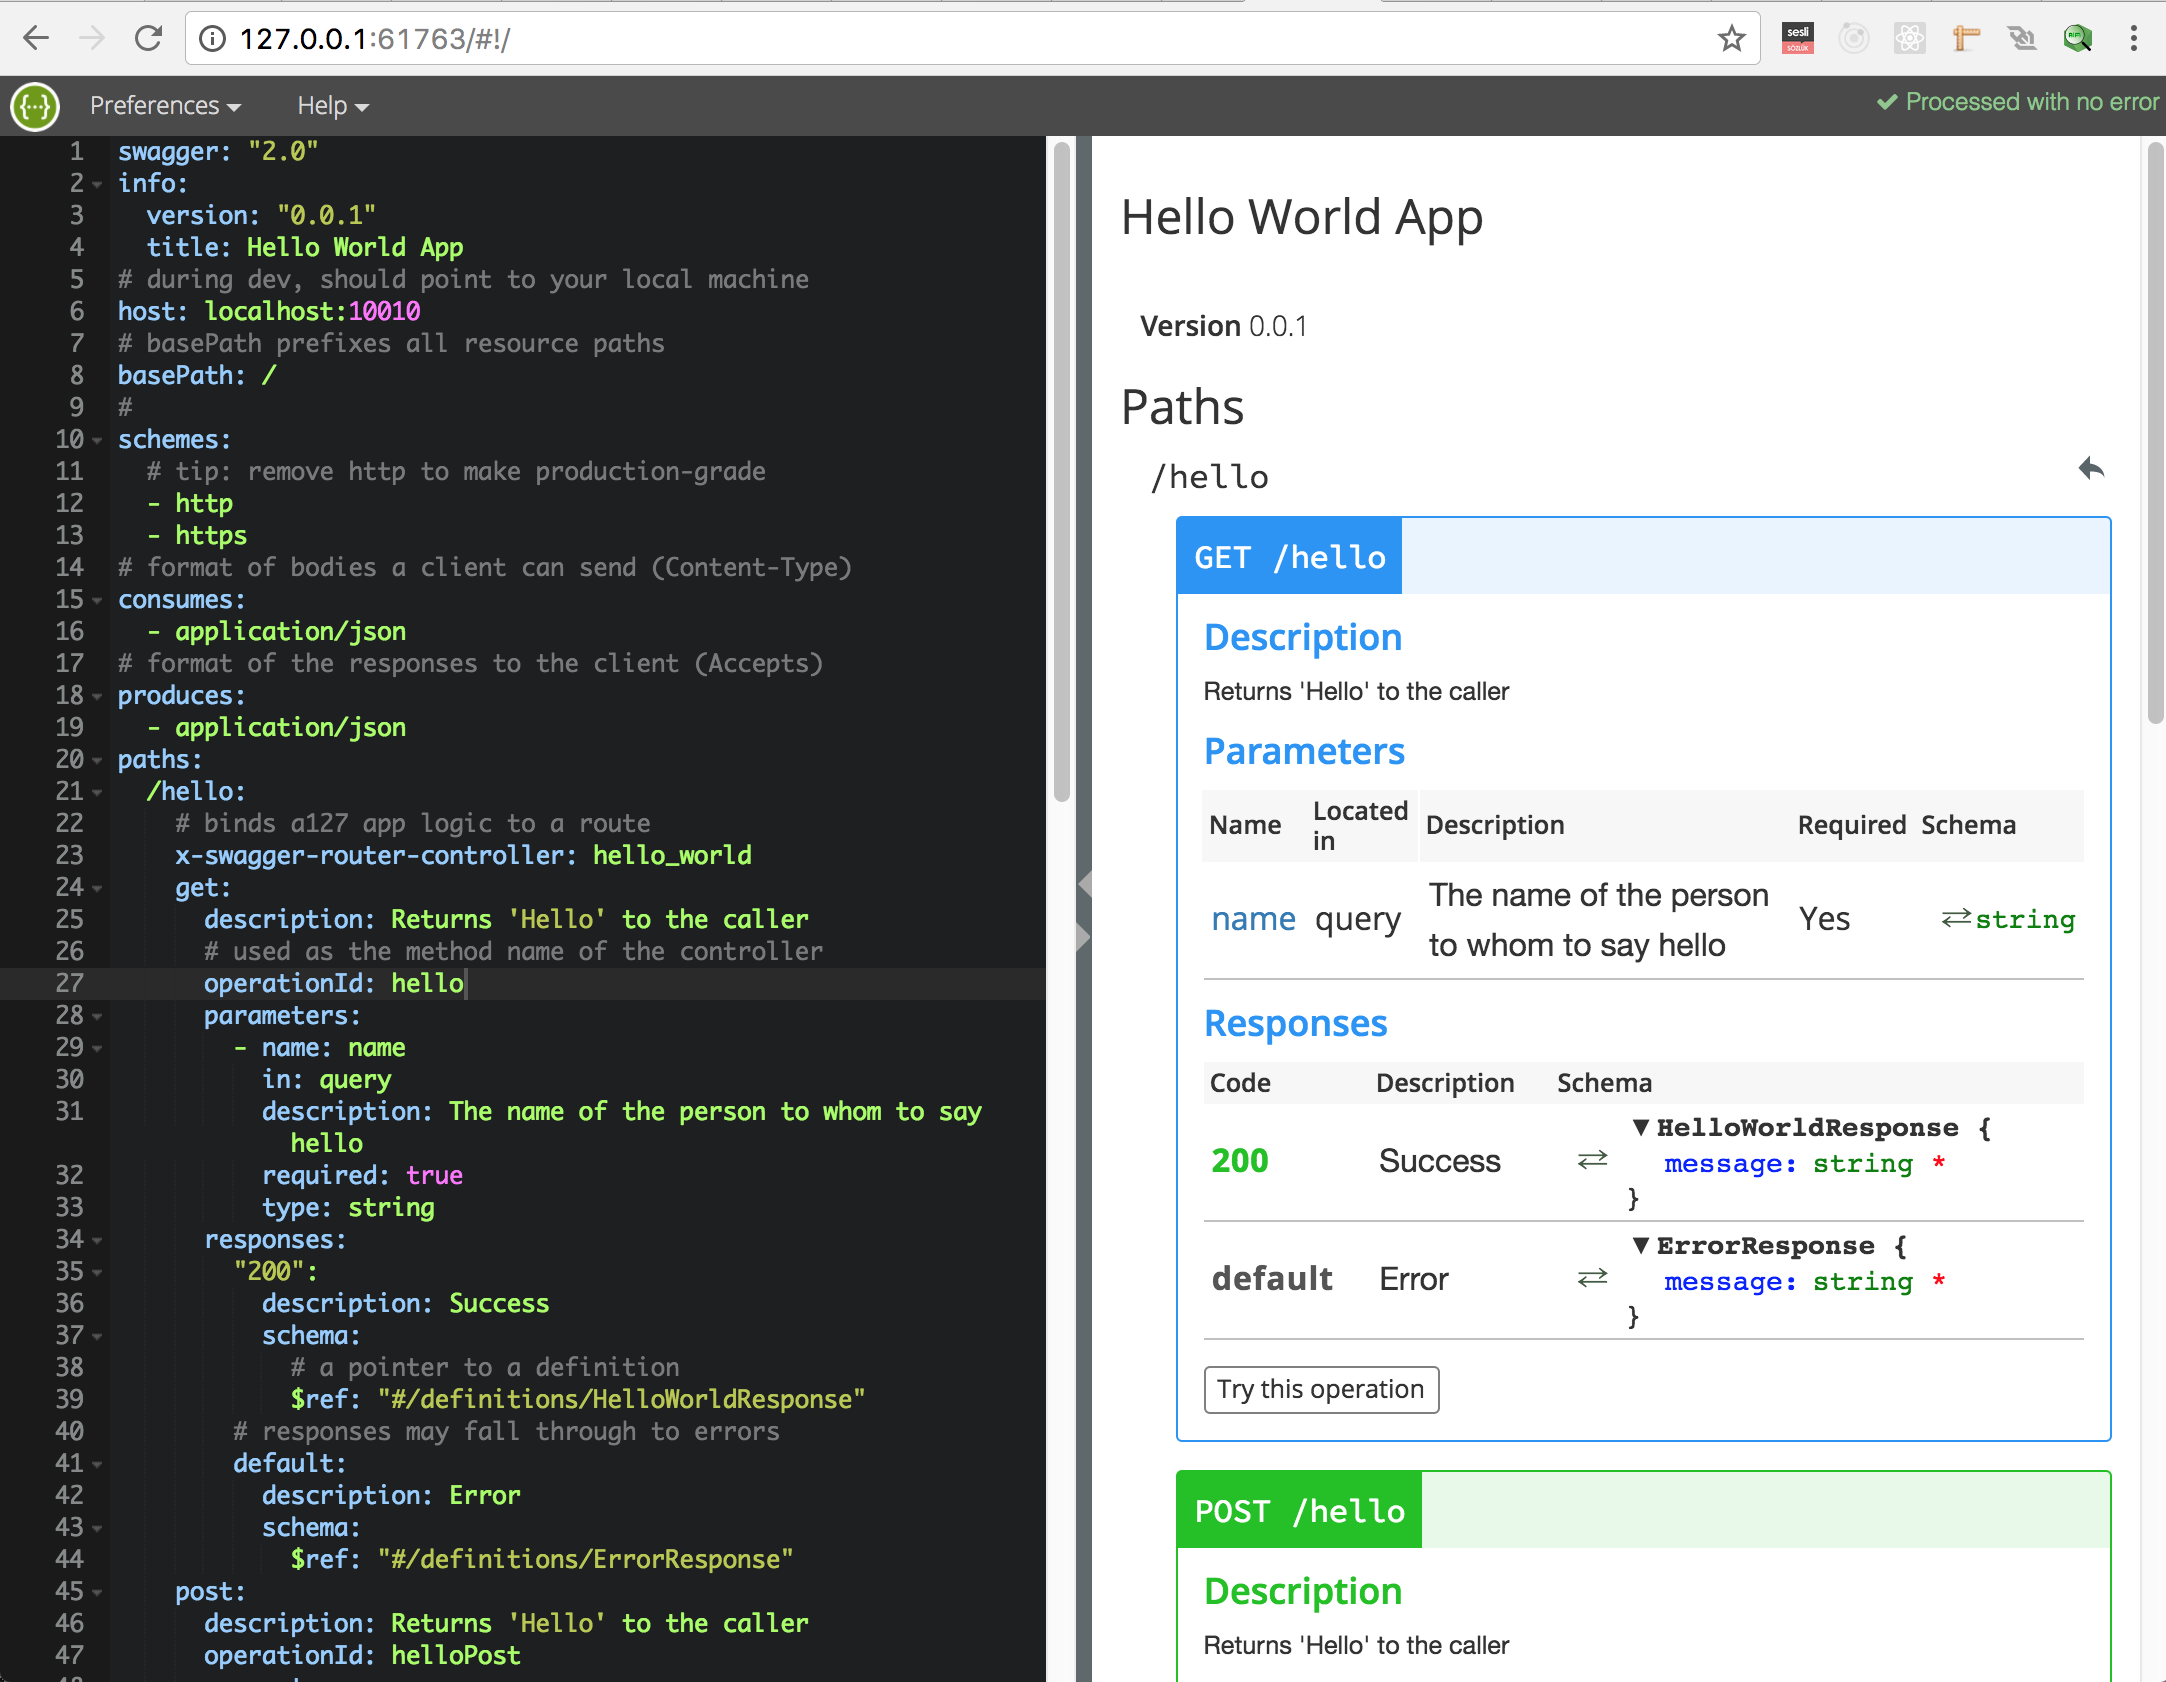 127.0.0.1:61763/#!/
sesli
SÖZLÜK
{···}
Preferences
Help
Processed with no error
1 swagger: "2.0"
2 info:
3 version: "0.0.1"
4 title: Hello World App
5 # during dev, should point to your local machine
6 host: localhost:10010
7 # basePath prefixes all resource paths
8 basePath: /
9 #
10 schemes:
11 # tip: remove http to make production-grade
12 - http
13 - https
14 # format of bodies a client can send (Content-Type)
15 consumes:
16 - application/json
17 # format of the responses to the client (Accepts)
18 produces:
19 - application/json
20 paths:
21 /hello:
22 # binds a127 app logic to a route
23 x-swagger-router-controller: hello_world
24 get:
25 description: Returns 'Hello' to the caller
26 # used as the method name of the controller
27 operationId: hello
28 parameters:
29 - name: name
30 in: query
31 description: The name of the person to whom to say
hello
32 required: true
33 type: string
34 responses:
35 "200":
36 description: Success
37 schema:
38 # a pointer to a definition
39 $ref: "#/definitions/HelloWorldResponse"
40 # responses may fall through to errors
41 default:
42 description: Error
43 schema:
44 $ref: "#/definitions/ErrorResponse"
45 post:
46 description: Returns 'Hello' to the caller
47 operationId: helloPost
Hello World App
Version 0.0.1
Paths
/hello
GET /hello
Description
Returns 'Hello' to the caller
Parameters
Name Located in Description Required Schema
name query The name of the person to whom to say hello Yes ⇄string
Responses
Code Description Schema
200 Success ⇄ ▼HelloWorldResponse {
message: string *
}
default Error ⇄ ▼ErrorResponse {
message: string *
}
Try this operation
POST /hello
Description
Returns 'Hello' to the caller